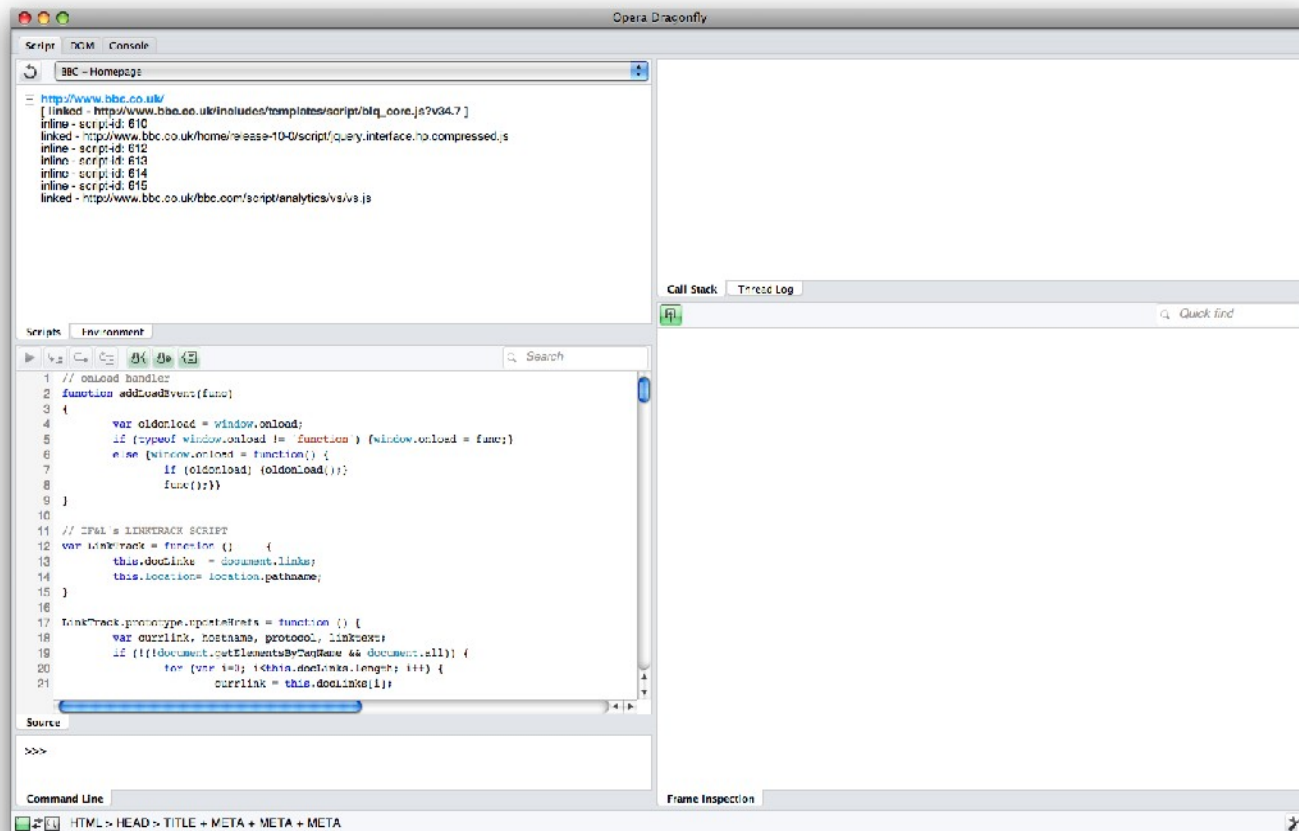 Opera Dragonfly
Script DOM Console
BBC – Homepage
http://www.bbc.co.uk/
[ linked - http://www.bbc.co.uk/includes/templates/script/blq_core.js?v34.7 ]
inline - script-id: 610
linked - http://www.bbc.co.uk/home/release-10-0/script/jquery.interface.hp.compressed.js
inline - script-id: 612
inline - script-id: 613
inline - script-id: 614
inline - script-id: 615
linked - http://www.bbc.co.uk/bbc.com/script/analytics/vs/vs.js
Scripts Environment
Search
1 // onLoad handler
2 function addLoadEvent(func)
3 {
4 var oldonload = window.onload;
5 if (typeof window.onload != 'function') {window.onload = func;}
6 else {window.onload = function() {
7 if (oldonload) {oldonload();}
8 func();}}
9 }
10
11 // IF&L's LINKTRACK SCRIPT
12 var LinkTrack = function () {
13 this.docLinks = document.links;
14 this.location= location.pathname;
15 }
16
17 LinkTrack.prototype.updateHrefs = function () {
18 var currlink, hostname, protocol, linktext;
19 if (!(!document.getElementsByTagName && document.all)) {
20 for (var i=0; i<this.docLinks.length; i++) {
21 currlink = this.docLinks[i];
Source
>>>
Command Line
Call Stack Thread Log
Quick find
Frame Inspection
HTML > HEAD > TITLE + META + META + META